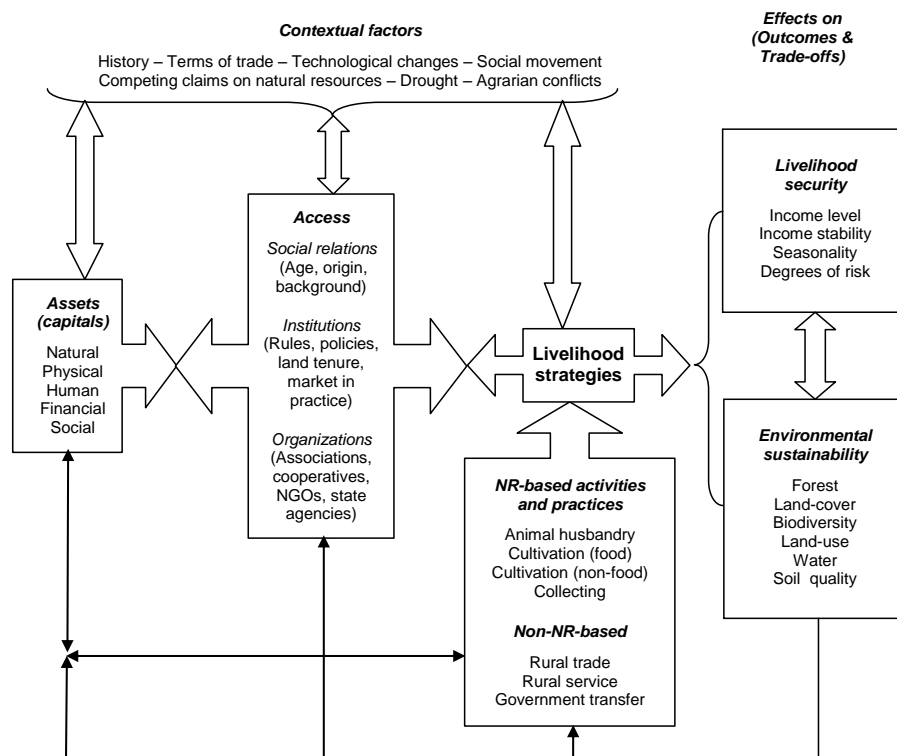 Contextual factors
History – Terms of trade – Technological changes – Social movement
Competing claims on natural resources – Drought – Agrarian conflicts
Effects on
(Outcomes &
Trade-offs)
Assets
(capitals)
Natural
Physical
Human
Financial
Social
Access
Social relations
(Age, origin,
background)
Institutions
(Rules, policies,
land tenure,
market in
practice)
Organizations
(Associations,
cooperatives,
NGOs, state
agencies)
Livelihood
strategies
NR-based activities
and practices
Animal husbandry
Cultivation (food)
Cultivation (non-food)
Collecting
Non-NR-based
Rural trade
Rural service
Government transfer
Livelihood
security
Income level
Income stability
Seasonality
Degrees of risk
Environmental
sustainability
Forest
Land-cover
Biodiversity
Land-use
Water
Soil quality